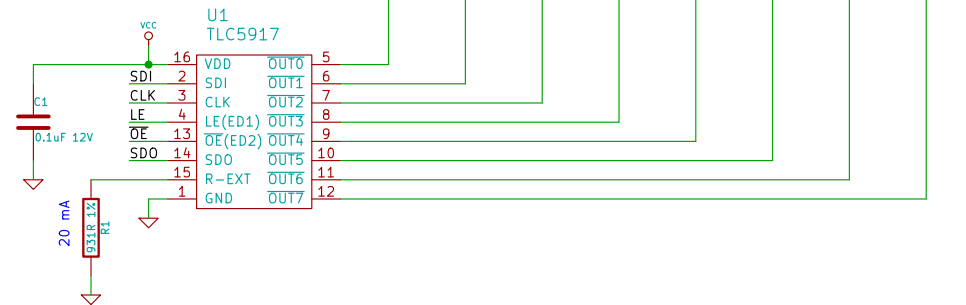 U1
TLC5917
VCC
16 VDD OUT0 5
SDI 2 SDI OUT1 6
CLK 3 CLK OUT2 7
LE 4 LE(ED1) OUT3 8
OE 13 OE(ED2) OUT4 9
SDO 14 SDO OUT5 10
15 R-EXT OUT6 11
1 GND OUT7 12
C1
0.1uF 12V
20 mA
931R 1%
R1